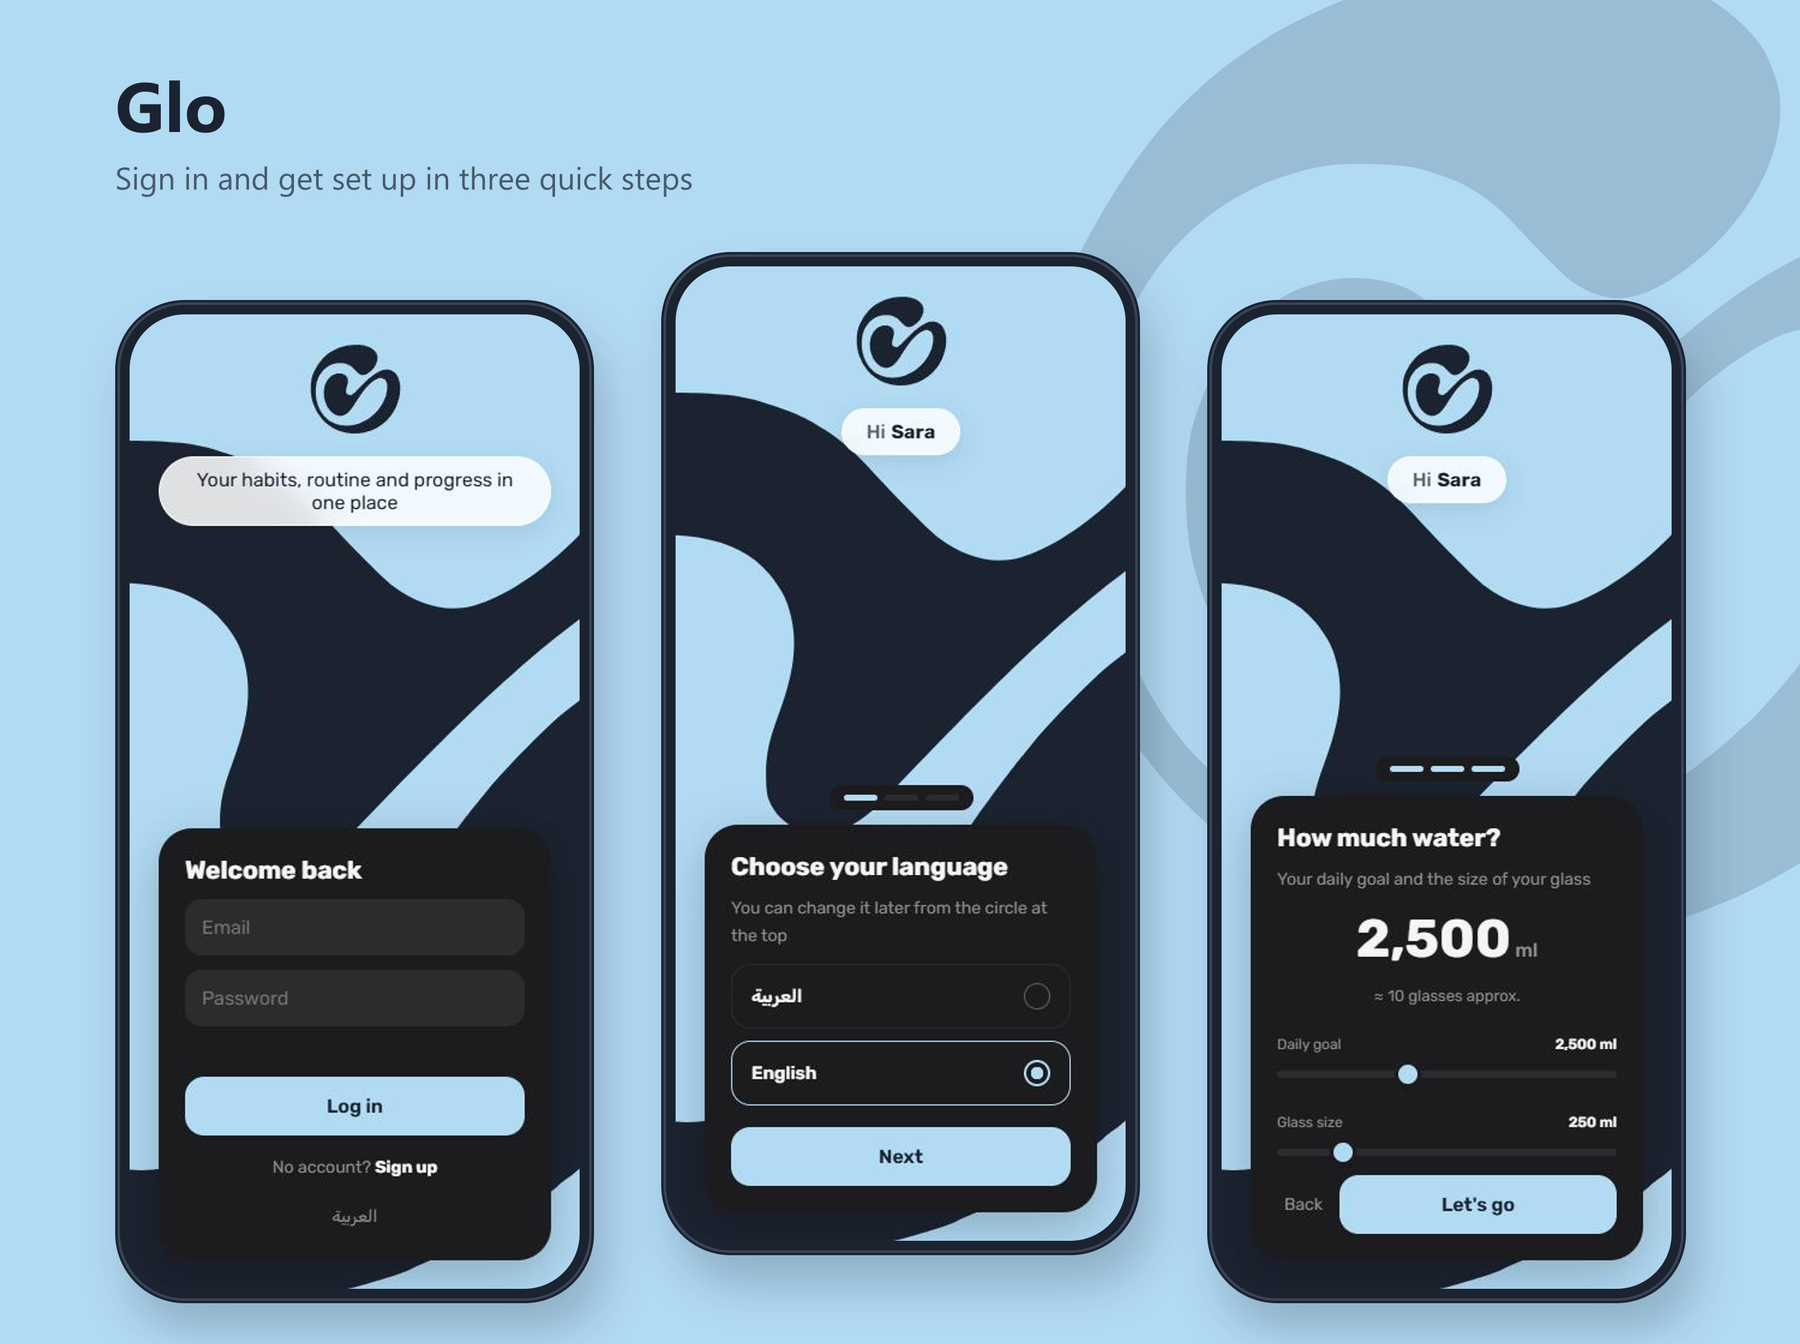 Glo
Sign in and get set up in three quick steps
Your habits, routine and progress in
one place
Welcome back
Email
Password
Log in
No account? Sign up
العربية
Hi Sara
Choose your language
You can change it later from the circle at
the top
العربية
English
Next
Hi Sara
How much water?
Your daily goal and the size of your glass
2,500 ml
≈ 10 glasses approx.
Daily goal 2,500 ml
Glass size 250 ml
Back Let's go